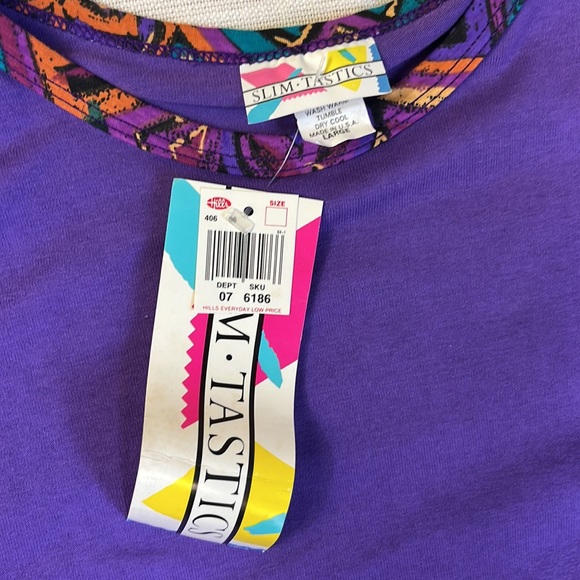 SLIM·TASTICS
WASH WARM
TUMBLE
DRY COOL
MADE IN U.S.A.
LARGE
Hills
SIZE
406
DEPT SKU
07 6186
HILLS EVERYDAY LOW PRICE
M·TASTICS